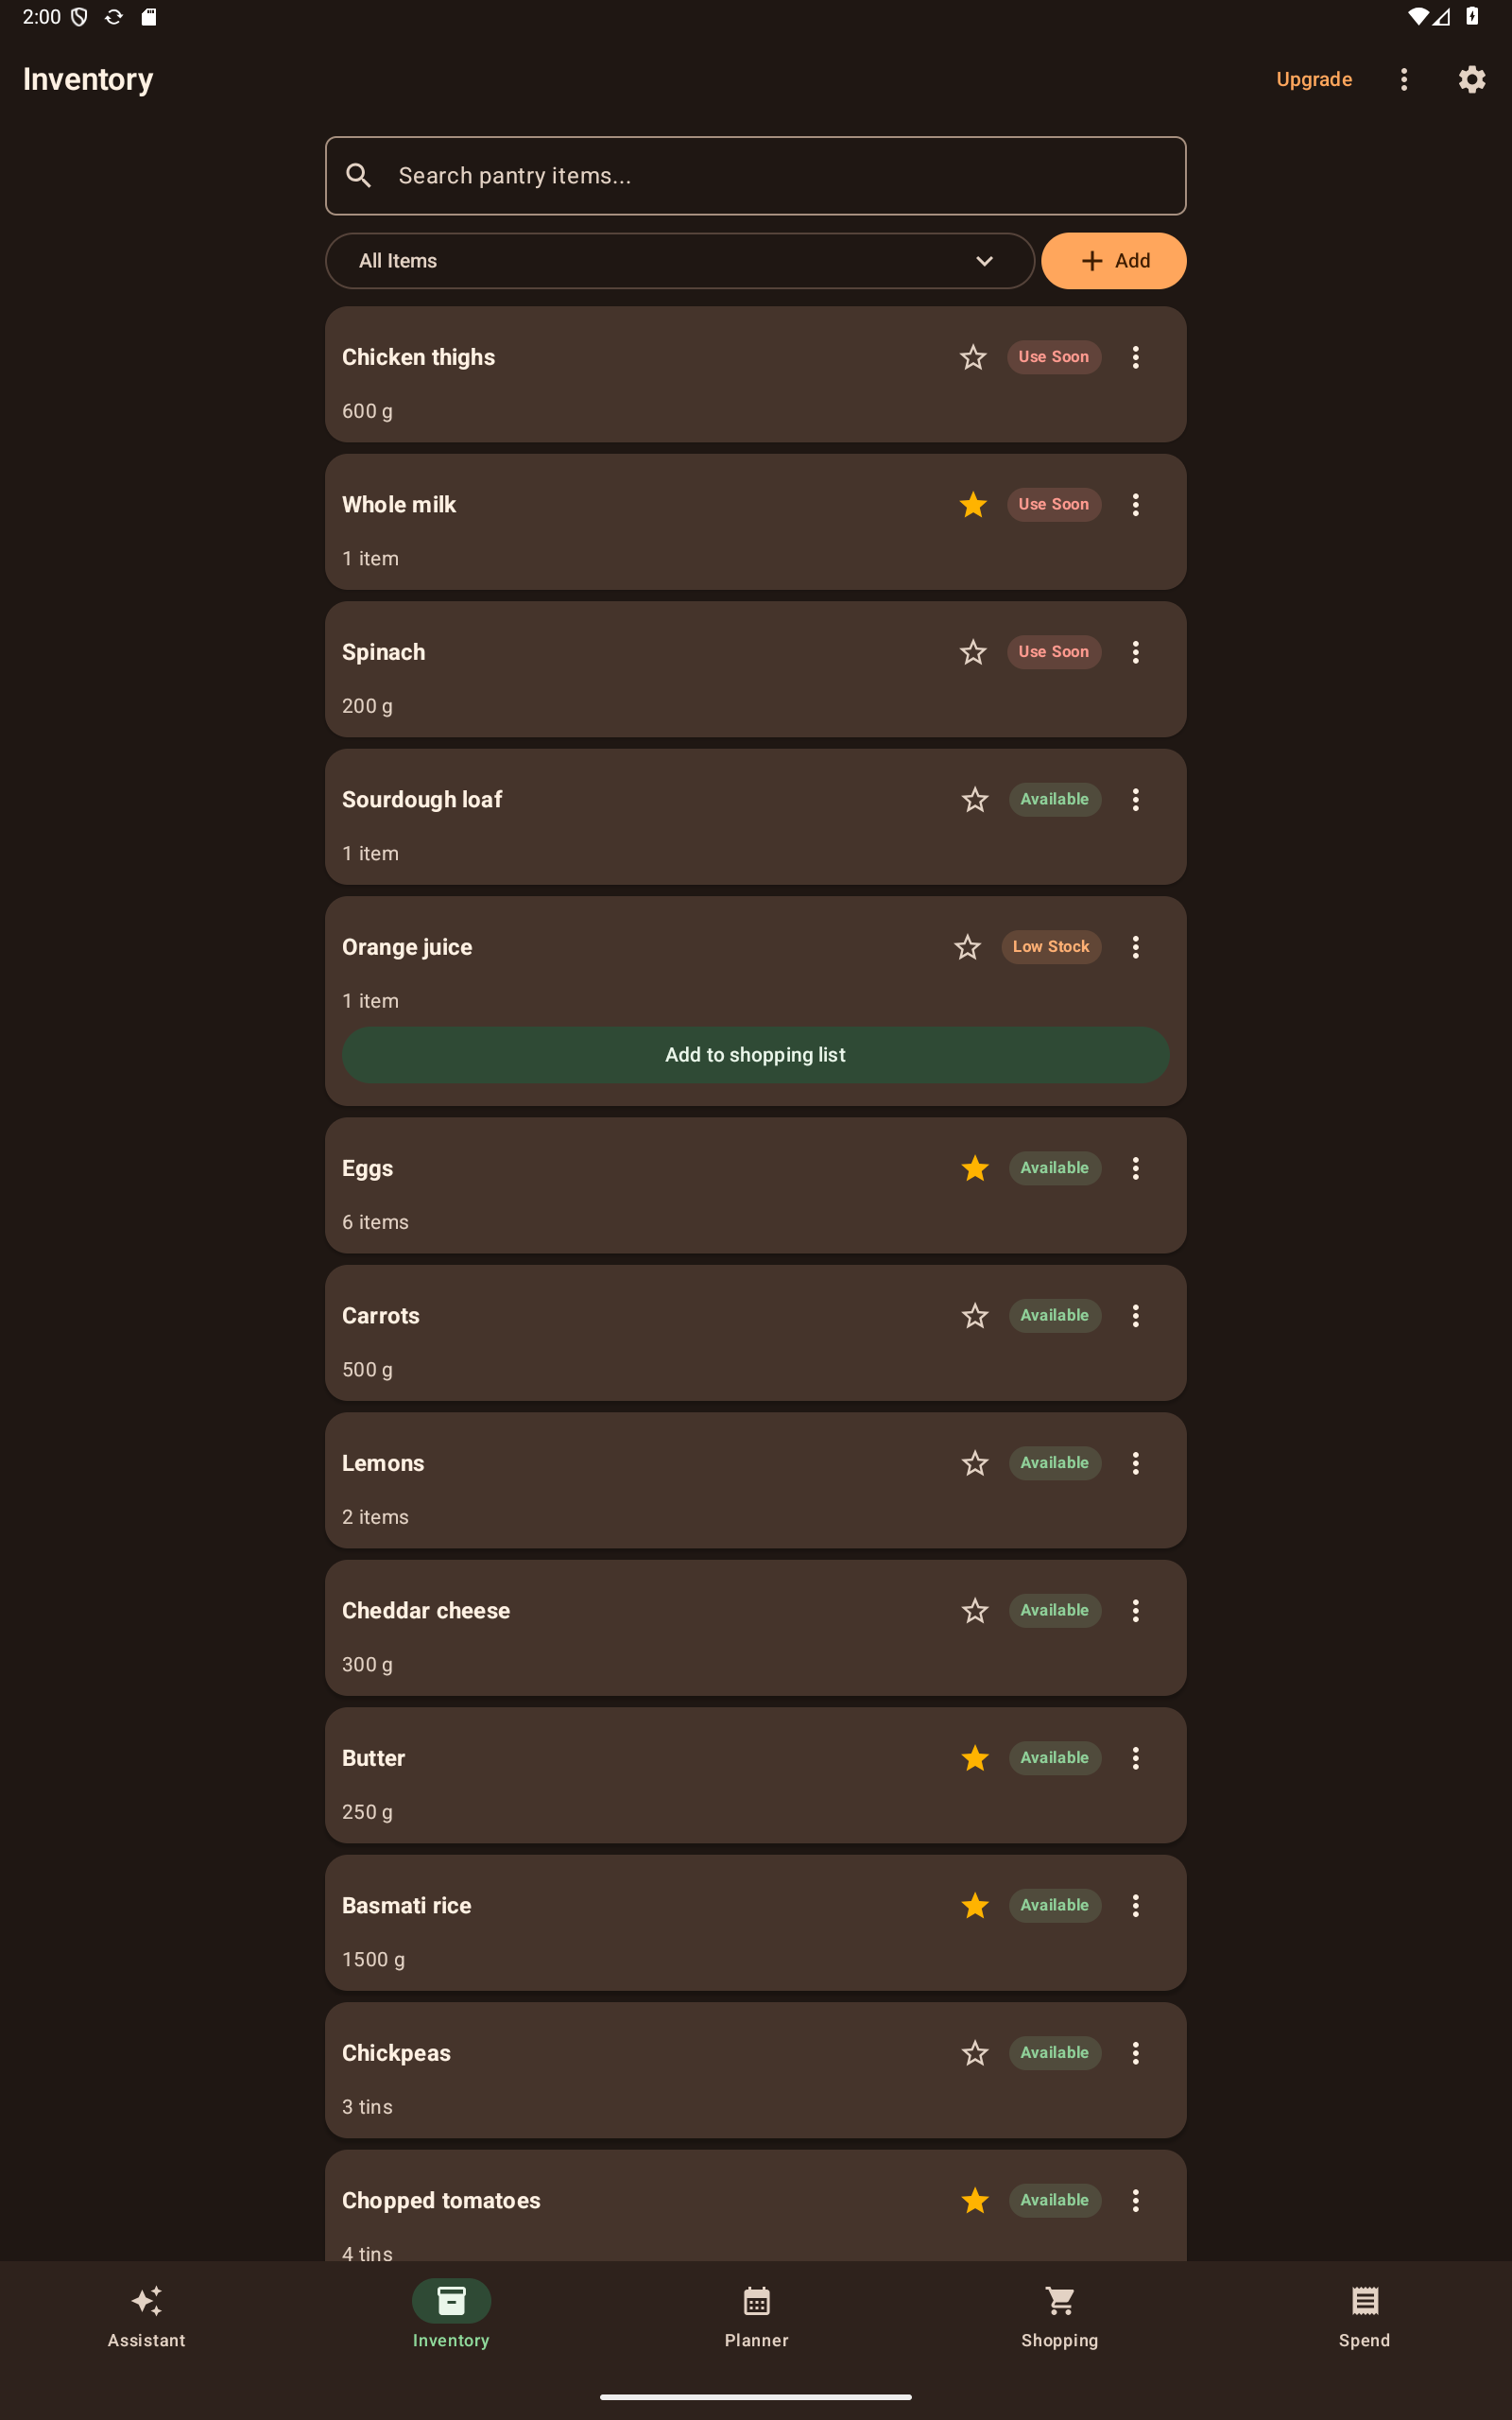 2:00
Inventory
Upgrade
Search pantry items...
All Items
Add
Chicken thighs
Use Soon
600 g
Whole milk
Use Soon
1 item
Spinach
Use Soon
200 g
Sourdough loaf
Available
1 item
Orange juice
Low Stock
1 item
Add to shopping list
Eggs
Available
6 items
Carrots
Available
500 g
Lemons
Available
2 items
Cheddar cheese
Available
300 g
Butter
Available
250 g
Basmati rice
Available
1500 g
Chickpeas
Available
3 tins
Chopped tomatoes
Available
4 tins
Assistant
Inventory
Planner
Shopping
Spend